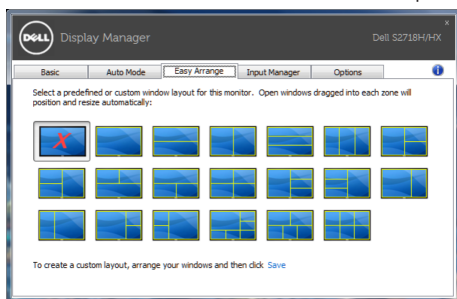 x
DELL Display Manager Dell S2718H/HX
Basic Auto Mode Easy Arrange Input Manager Options i
Select a predefined or custom window layout for this monitor. Open windows dragged into each zone will
position and resize automatically:
X
To create a custom layout, arrange your windows and then click Save